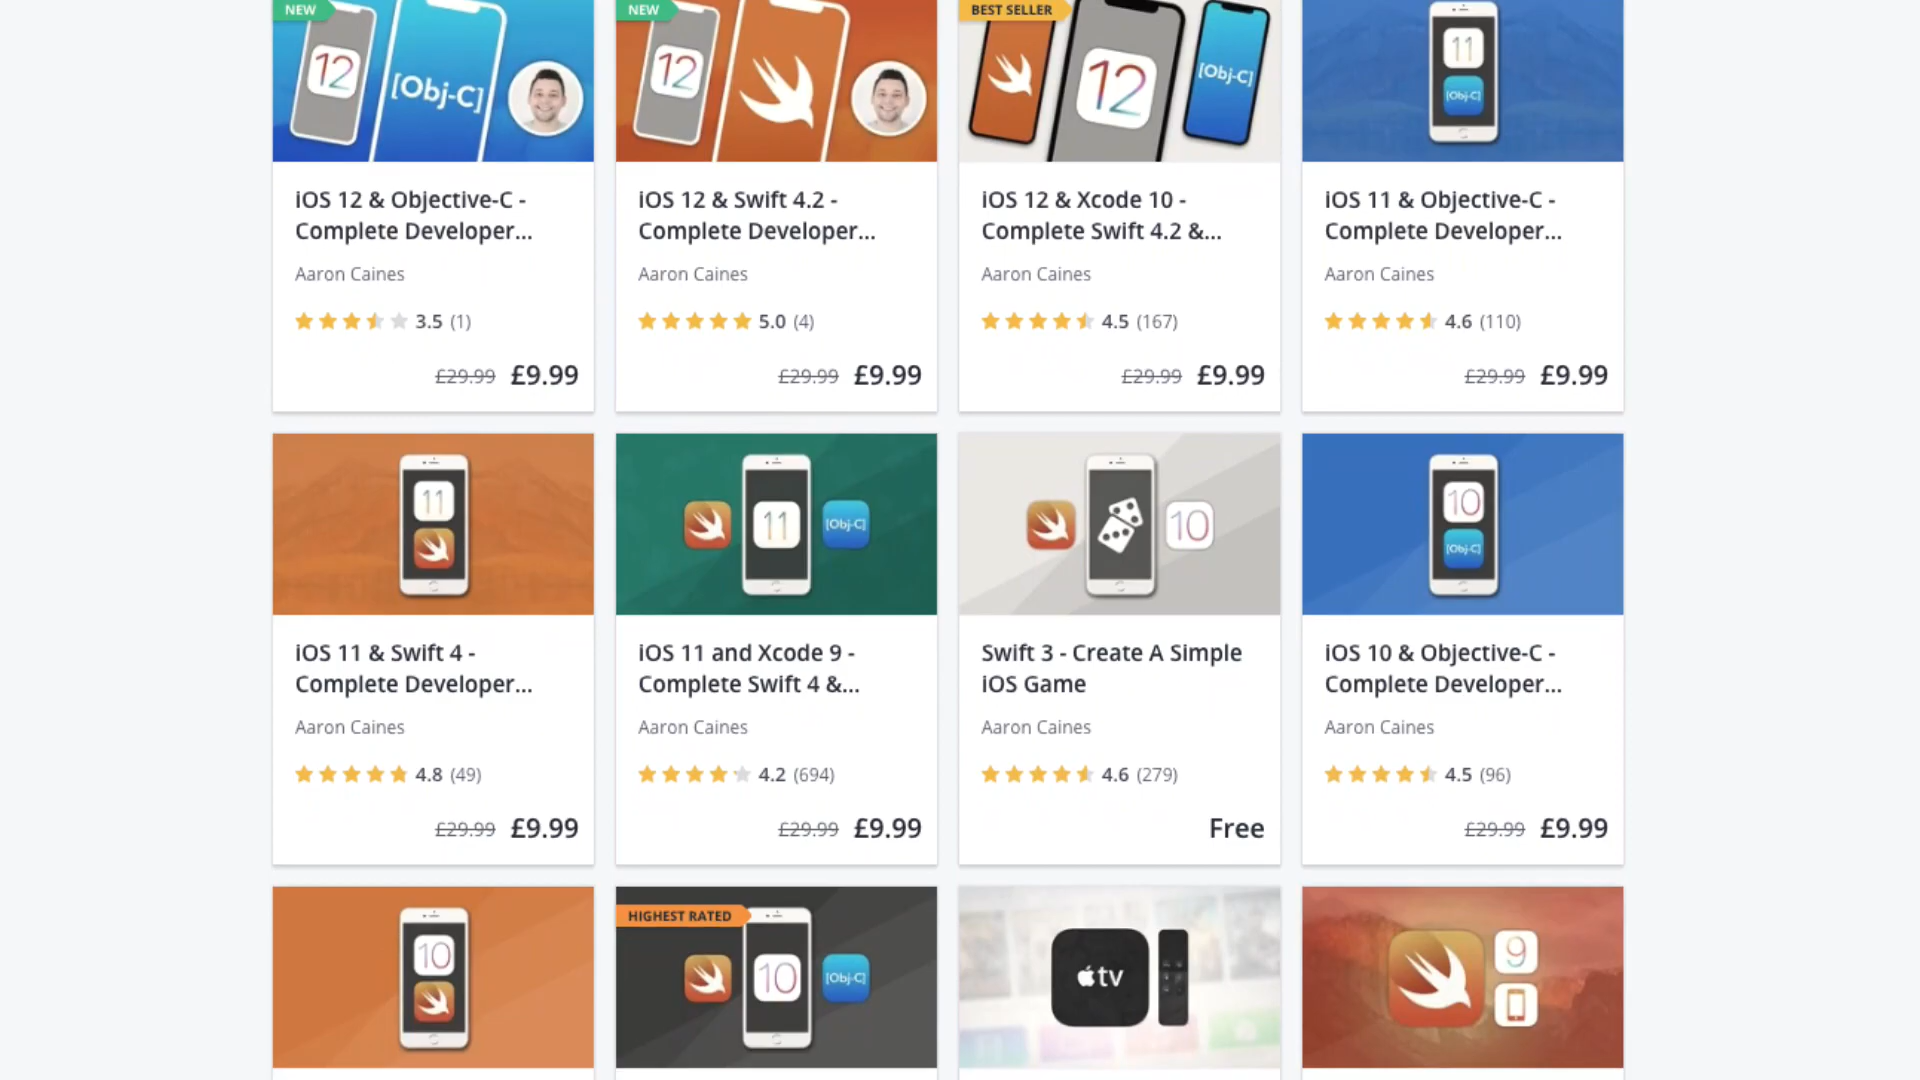 NEW
12
[Obj-C]
iOS 12 & Objective-C -
Complete Developer...
Aaron Caines
3.5 (1)
£29.99 £9.99
NEW
12
iOS 12 & Swift 4.2 -
Complete Developer...
Aaron Caines
5.0 (4)
£29.99 £9.99
BEST SELLER
12
[Obj-C]
iOS 12 & Xcode 10 -
Complete Swift 4.2 &...
Aaron Caines
4.5 (167)
£29.99 £9.99
11
[Obj-C]
iOS 11 & Objective-C -
Complete Developer...
Aaron Caines
4.6 (110)
£29.99 £9.99
11
iOS 11 & Swift 4 -
Complete Developer...
Aaron Caines
4.8 (49)
£29.99 £9.99
11
[Obj-C]
iOS 11 and Xcode 9 -
Complete Swift 4 &...
Aaron Caines
4.2 (694)
£29.99 £9.99
10
Swift 3 - Create A Simple
iOS Game
Aaron Caines
4.6 (279)
Free
10
[Obj-C]
iOS 10 & Objective-C -
Complete Developer...
Aaron Caines
4.5 (96)
£29.99 £9.99
10
HIGHEST RATED
10
[Obj-C]
tv
9